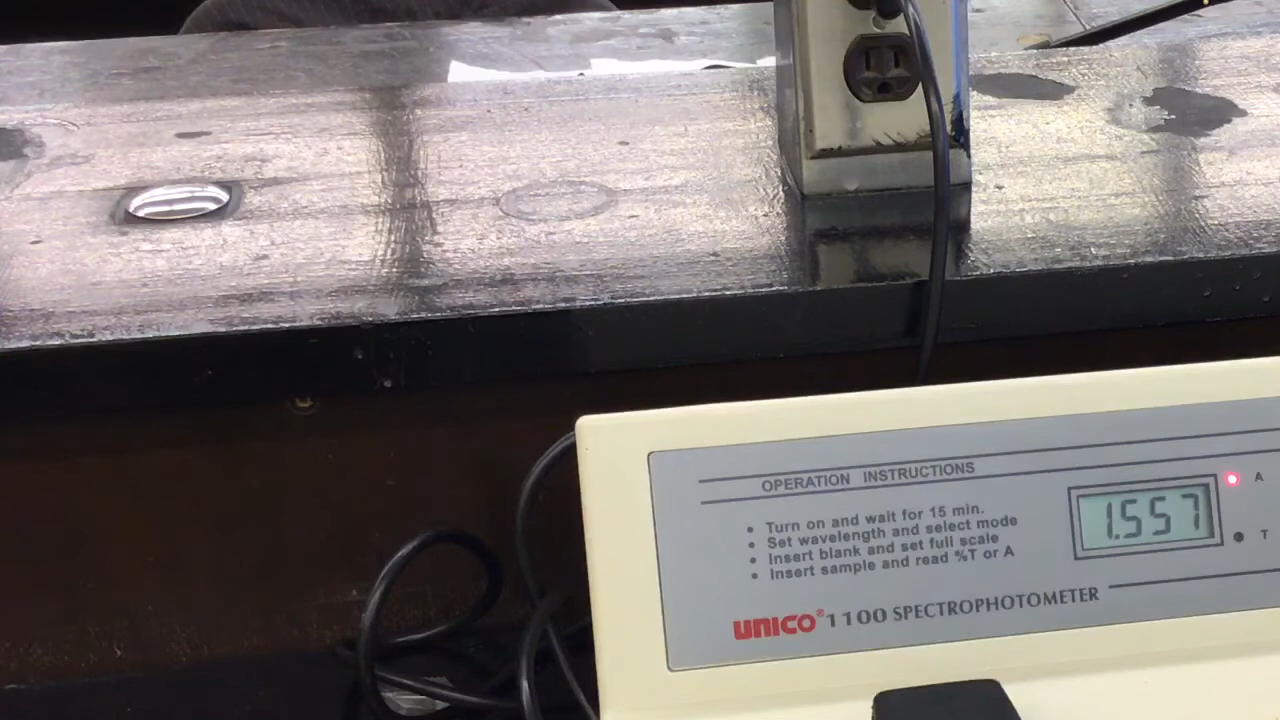 OPERATION INSTRUCTIONS
• Turn on and wait for 15 min.
• Set wavelength and select mode
• Insert blank and set full scale
• Insert sample and read %T or A
1.557
A
T
UNICO® 1100 SPECTROPHOTOMETER